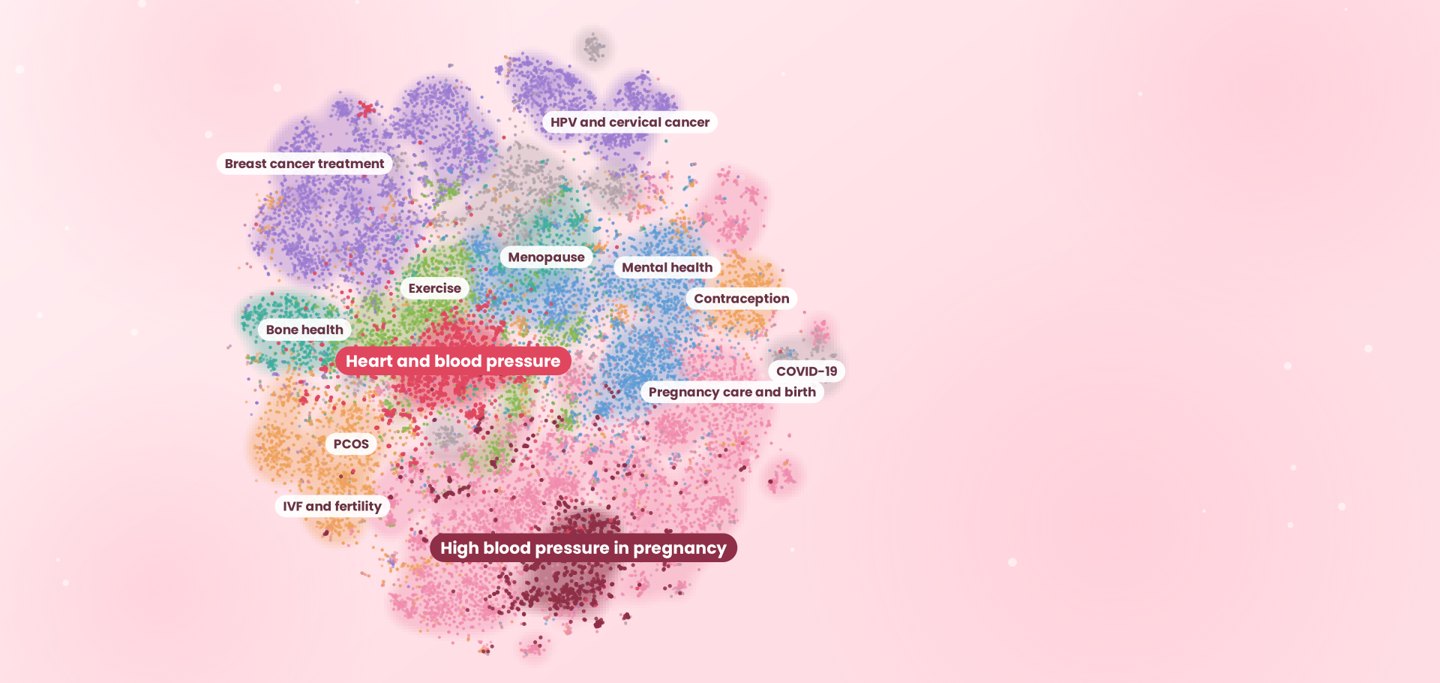 HPV and cervical cancer
Breast cancer treatment
Menopause
Mental health
Exercise
Contraception
Bone health
Heart and blood pressure
COVID-19
Pregnancy care and birth
PCOS
IVF and fertility
High blood pressure in pregnancy